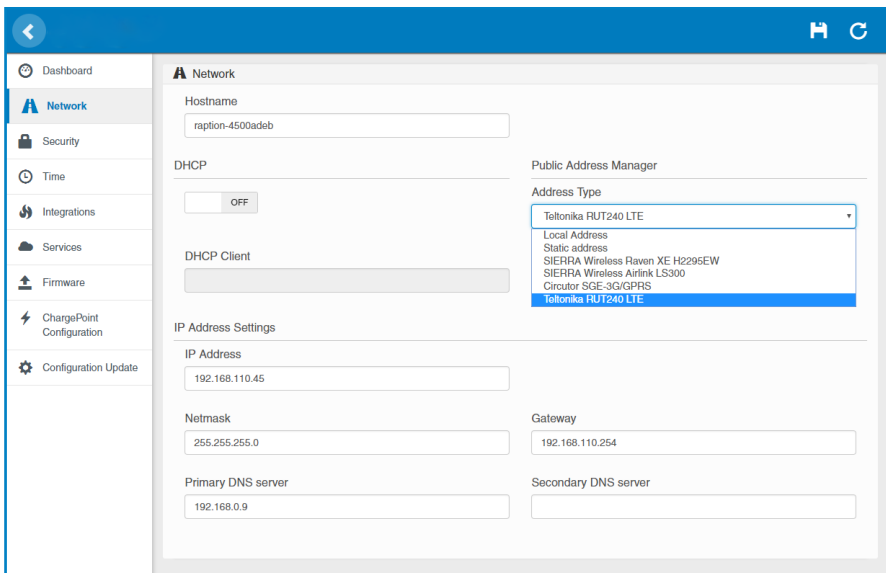 Dashboard
Network
Security
Time
Integrations
Services
Firmware
ChargePoint
Configuration
Configuration Update
Network
Hostname
raption-4500adeb
DHCP
OFF
DHCP Client
Public Address Manager
Address Type
Teltonika RUT240 LTE
Local Address
Static address
SIERRA Wireless Raven XE H2295EW
SIERRA Wireless Airlink LS300
Circutor SGE-3G/GPRS
Teltonika RUT240 LTE
IP Address Settings
IP Address
192.168.110.45
Netmask
255.255.255.0
Gateway
192.168.110.254
Primary DNS server
192.168.0.9
Secondary DNS server